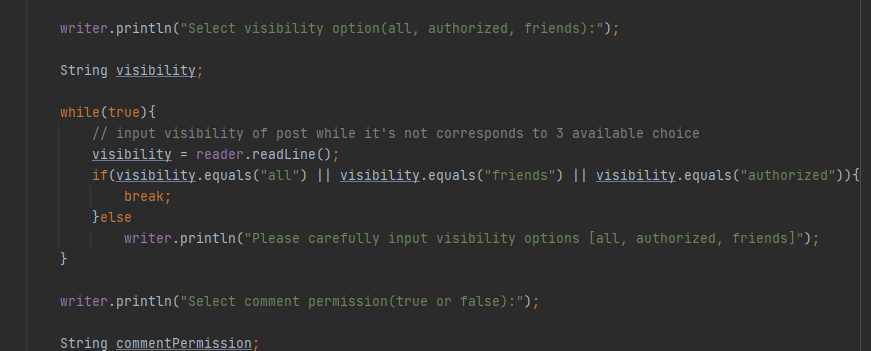 writer.println("Select visibility option(all, authorized, friends):");
String visibility;
while(true){
// input visibility of post while it's not corresponds to 3 available choice
visibility = reader.readLine();
if(visibility.equals("all") || visibility.equals("friends") || visibility.equals("authorized")){
break;
}else
writer.println("Please carefully input visibility options [all, authorized, friends]");
}
writer.println("Select comment permission(true or false):");
String commentPermission;